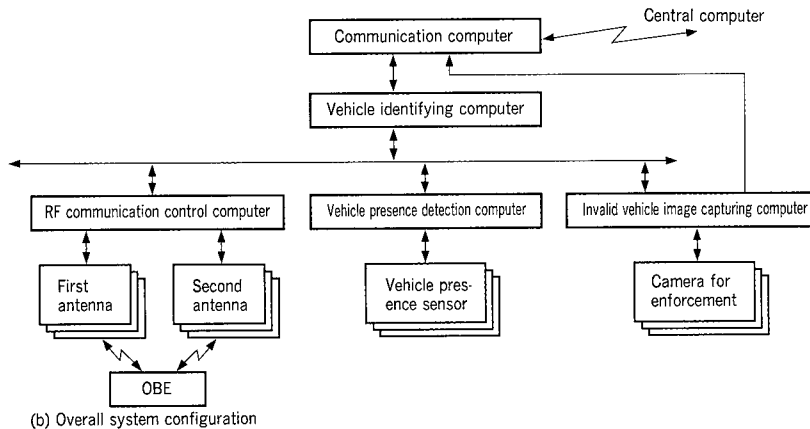 Central computer
Communication computer
Vehicle identifying computer
RF communication control computer
Vehicle presence detection computer
Invalid vehicle image capturing computer
First
antenna
Second
antenna
Vehicle pres-
ence sensor
Camera for
enforcement
OBE
(b) Overall system configuration